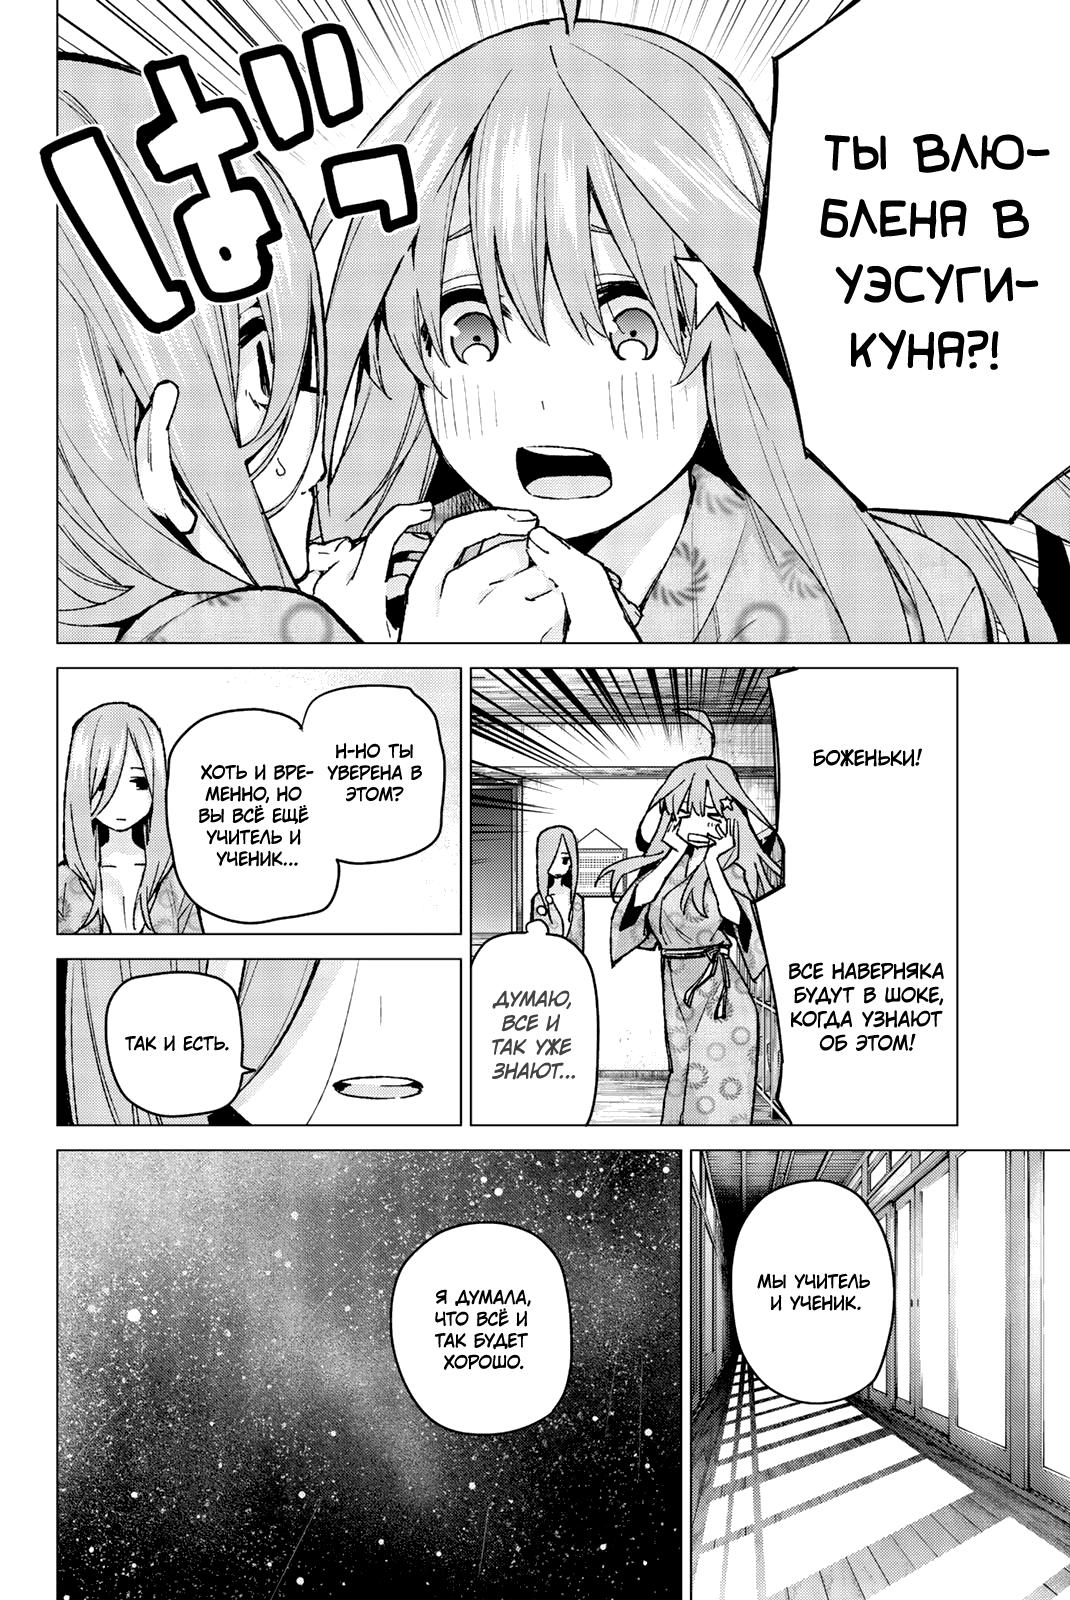 ТЫ ВЛЮ-
БЛЕНА В
УЭСУГИ-
КУНА?!
ばっ
БОЖЕНЬКИ!
ВСЕ НАВЕРНЯКА
БУДУТ В ШОКЕ,
КОГДА УЗНАЮТ
ОБ ЭТОМ!
ДУМАЮ,
ВСЕ И
ТАК УЖЕ
ЗНАЮТ...
Н-НО ТЫ
УВЕРЕНА В
ЭТОМ?
ХОТЬ И ВРЕ-
МЕННО, НО
ВЫ ВСЁ ЕЩЁ
УЧИТЕЛЬ И
УЧЕНИК...
ТАК И ЕСТЬ.
МЫ УЧИТЕЛЬ
И УЧЕНИК.
Я ДУМАЛА,
ЧТО ВСЁ И
ТАК БУДЕТ
ХОРОШО.